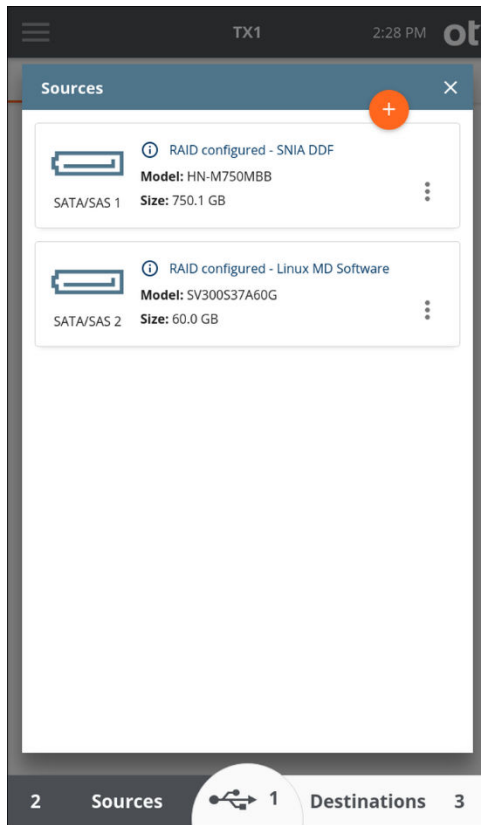 TX1
2:28 PM
ot
Sources
RAID configured - SNIA DDF
Model: HN-M750MBB
SATA/SAS 1
Size: 750.1 GB
RAID configured - Linux MD Software
Model: SV300S37A60G
SATA/SAS 2
Size: 60.0 GB
2 Sources 1 Destinations 3